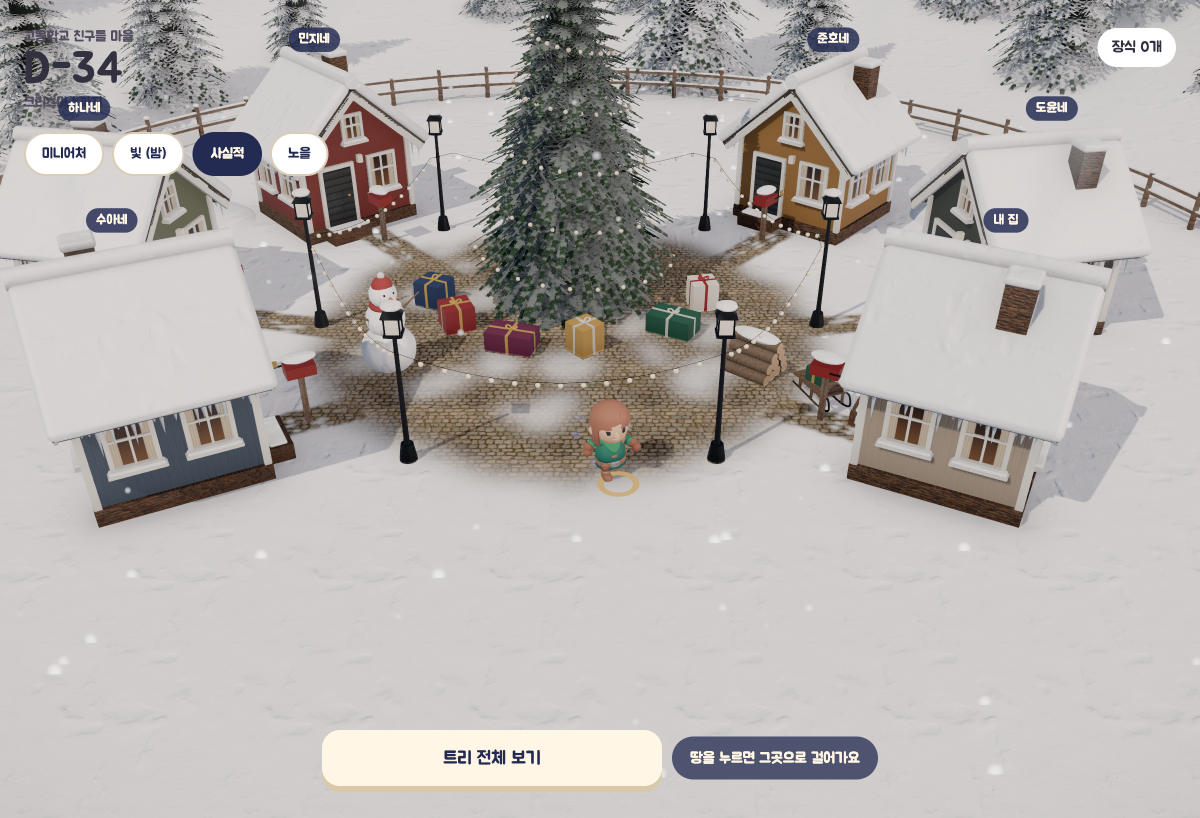 친구들 마을
D-34
민지네
준호네
장식 0개
하나네
도윤네
미니어처
빛 (밤)
사실적
노을
수아네
내 집
트리 전체 보기
땅을 누르면 그곳으로 걸어가요